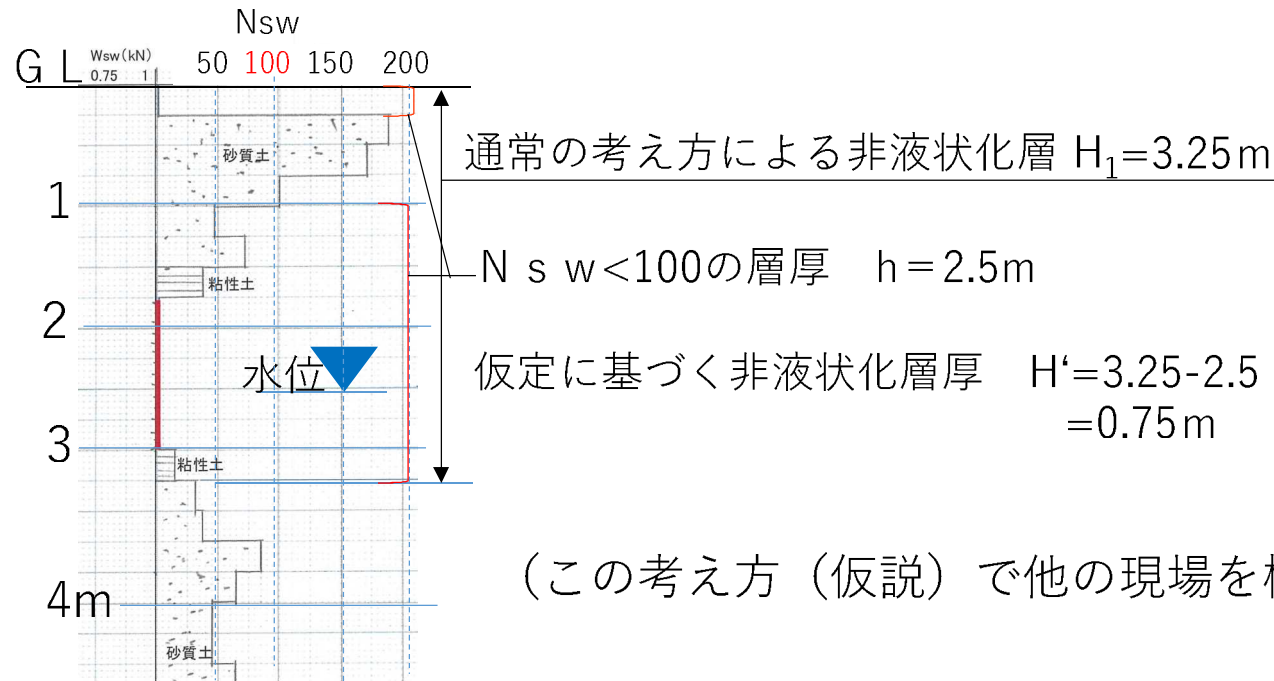 Nsw
GL Wsw(kN) 50 100 150 200
0.75 1
砂質土
通常の考え方による非液状化層 H₁=3.25m
1
Nsw<100の層厚 h=2.5m
粘性土
2
水位
仮定に基づく非液状化層厚 H‘=3.25-2.5
=0.75m
3
粘性土
(この考え方(仮説)で他の現場を
4m
砂質土